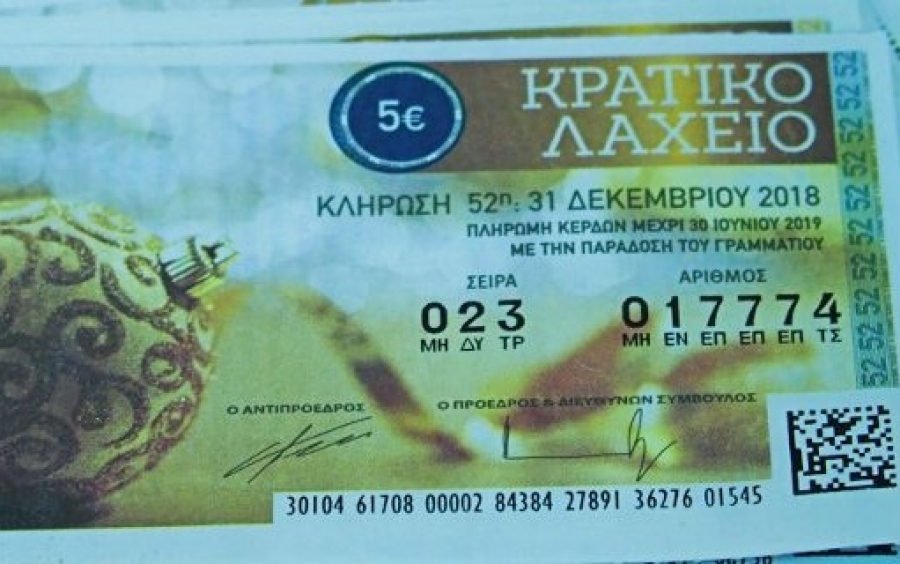 5€
ΚΡΑΤΙΚΟ
ΛΑΧΕΙΟ
ΚΛΗΡΩΣΗ 52η: 31 ΔΕΚΕΜΒΡΙΟΥ 2018
ΠΛΗΡΩΜΗ ΚΕΡΔΩΝ ΜΕΧΡΙ 30 ΙΟΥΝΙΟΥ 2019
ΜΕ ΤΗΝ ΠΑΡΑΔΟΣΗ ΤΟΥ ΓΡΑΜΜΑΤΙΟΥ
ΣΕΙΡΑ ΑΡΙΘΜΟΣ
023 017774
ΜΗ ΔΥ ΤΡ ΜΗ ΕΝ ΕΠ ΕΠ ΕΠ ΤΣ
Ο ΑΝΤΙΠΡΟΕΔΡΟΣ Ο ΠΡΟΕΔΡΟΣ & ΔΙΕΥΘΥΝΩΝ ΣΥΜΒΟΥΛΟΣ
30104 61708 00002 84384 27891 36276 01545
52 52 52 52 52 52 52